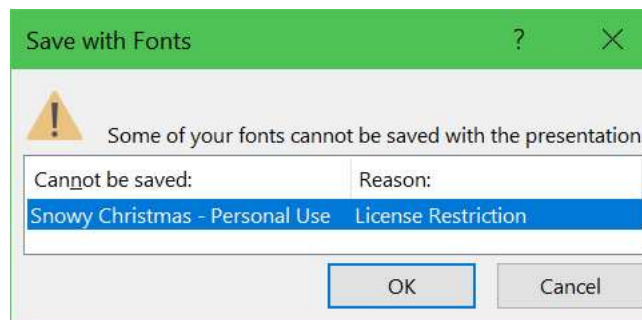 Save with Fonts
Some of your fonts cannot be saved with the presentation
Cannot be saved: Reason:
Snowy Christmas - Personal Use License Restriction
OK Cancel